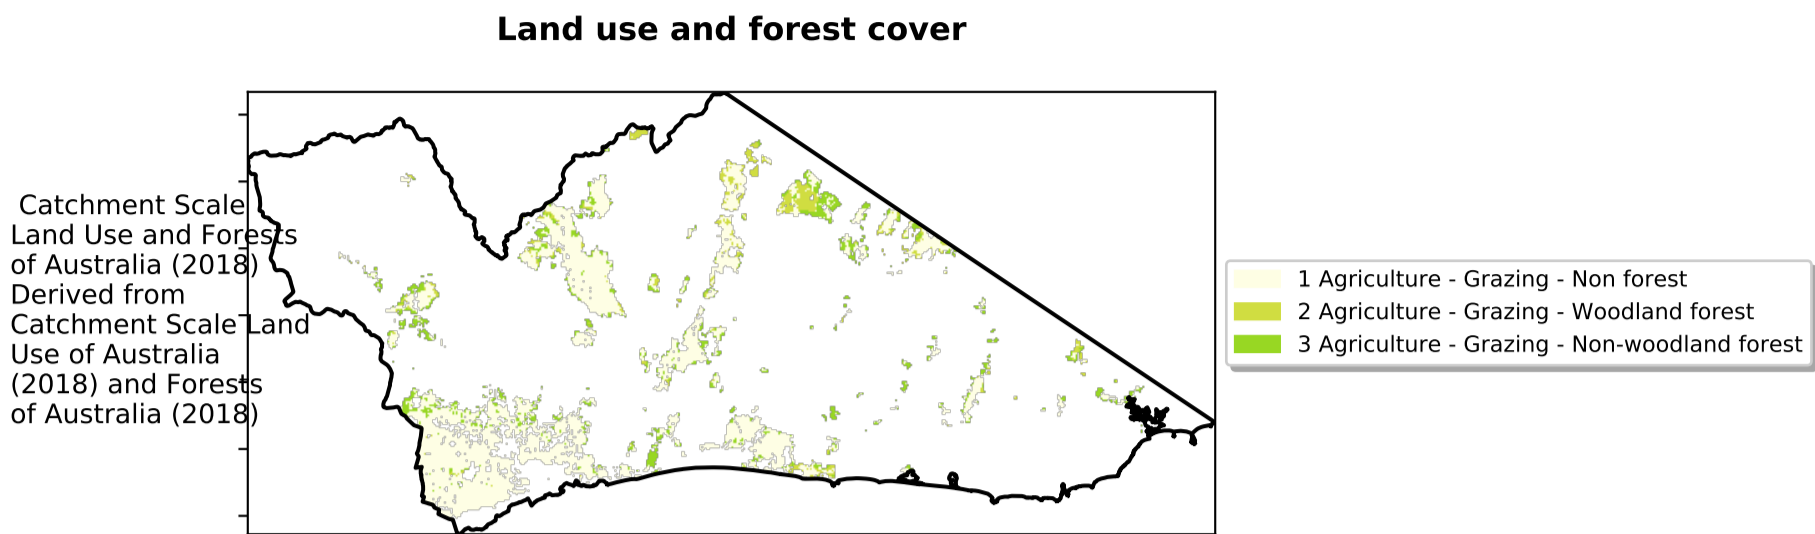 Land use and forest cover
Catchment Scale
Land Use and Forests
of Australia (2018)
Derived from
Catchment Scale Land
Use of Australia
(2018) and Forests
of Australia (2018)
1 Agriculture - Grazing - Non forest
2 Agriculture - Grazing - Woodland forest
3 Agriculture - Grazing - Non-woodland forest